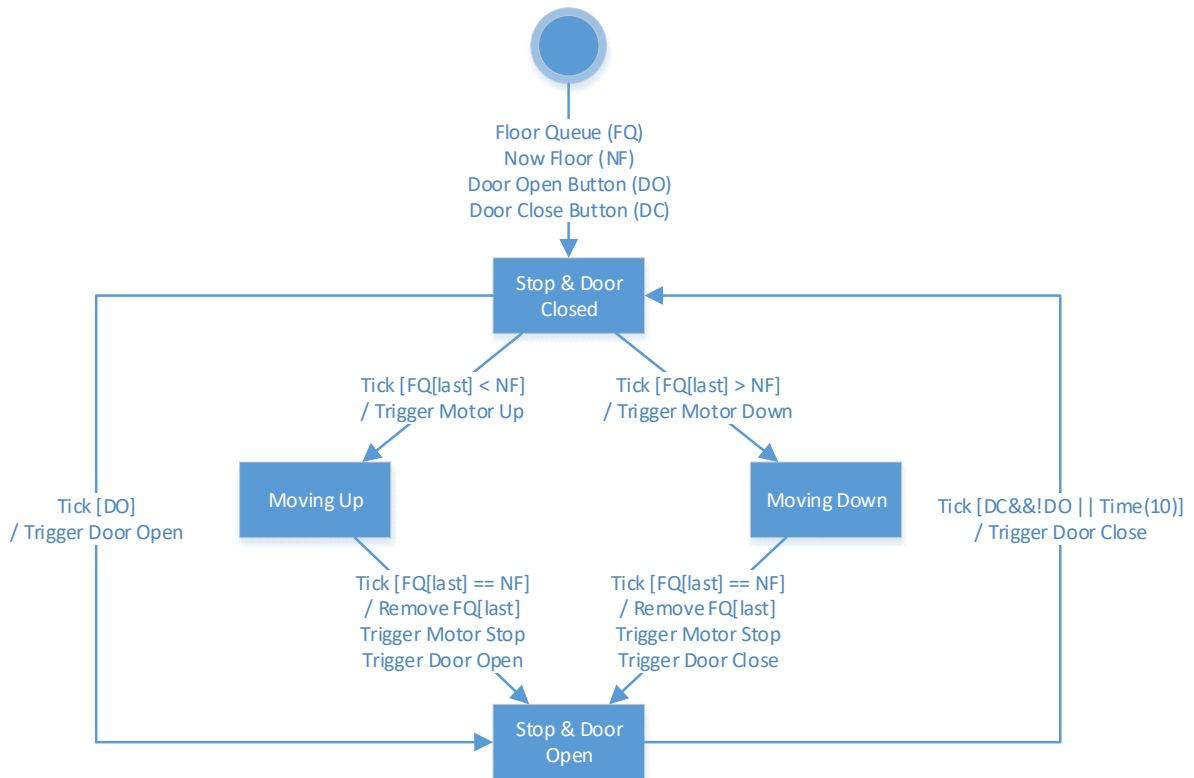 Floor Queue (FQ)
Now Floor (NF)
Door Open Button (DO)
Door Close Button (DC)
Stop & Door
Closed
Tick [FQ[last] < NF]
/ Trigger Motor Up
Tick [FQ[last] > NF]
/ Trigger Motor Down
Moving Up
Moving Down
Tick [DO]
/ Trigger Door Open
Tick [DC&&!DO || Time(10)]
/ Trigger Door Close
Tick [FQ[last] == NF]
/ Remove FQ[last]
Trigger Motor Stop
Trigger Door Open
Tick [FQ[last] == NF]
/ Remove FQ[last]
Trigger Motor Stop
Trigger Door Close
Stop & Door
Open